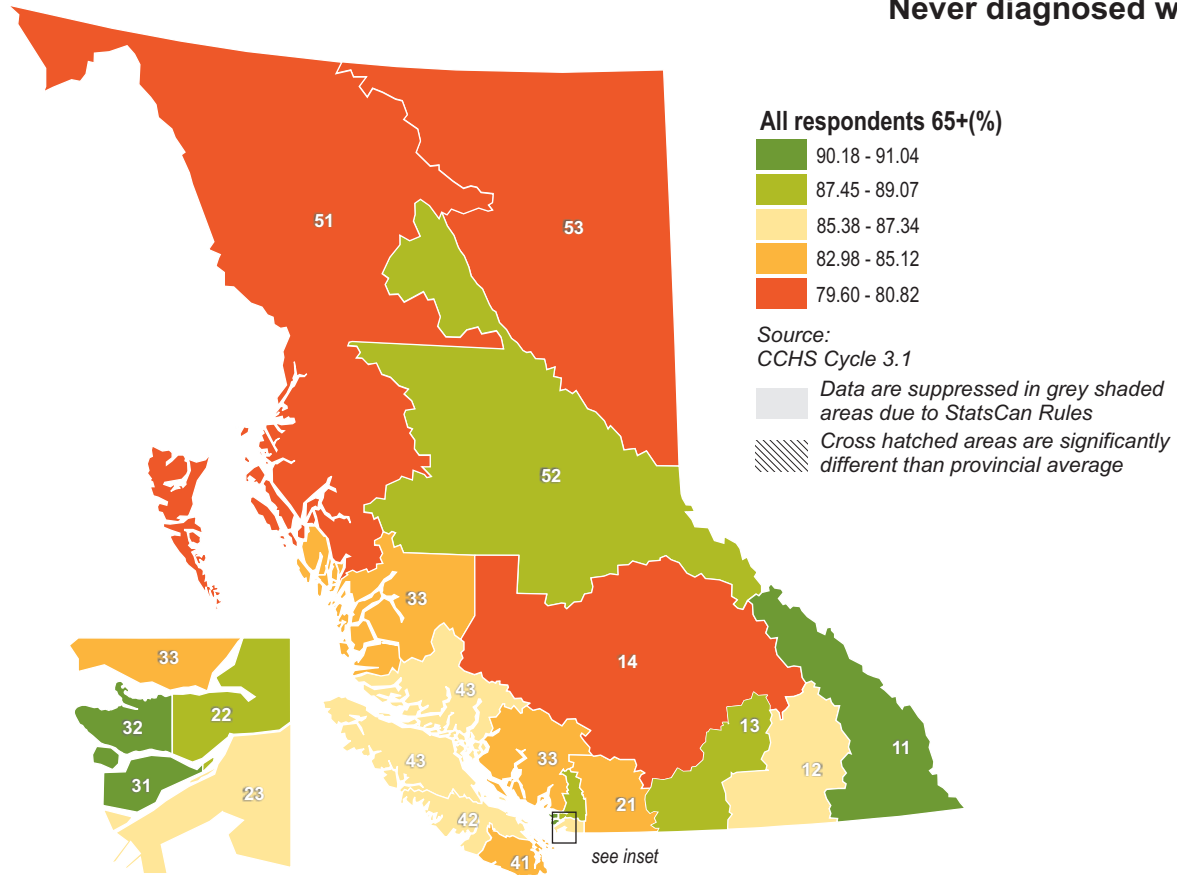 Never diagnosed w
All respondents 65+(%)
90.18 - 91.04
87.45 - 89.07
85.38 - 87.34
82.98 - 85.12
79.60 - 80.82
Source:
CCHS Cycle 3.1
Data are suppressed in grey shaded
areas due to StatsCan Rules
Cross hatched areas are significantly
different than provincial average
51
53
52
33
14
43
33
43
13
11
12
21
42
41
see inset
33
32
22
31
23